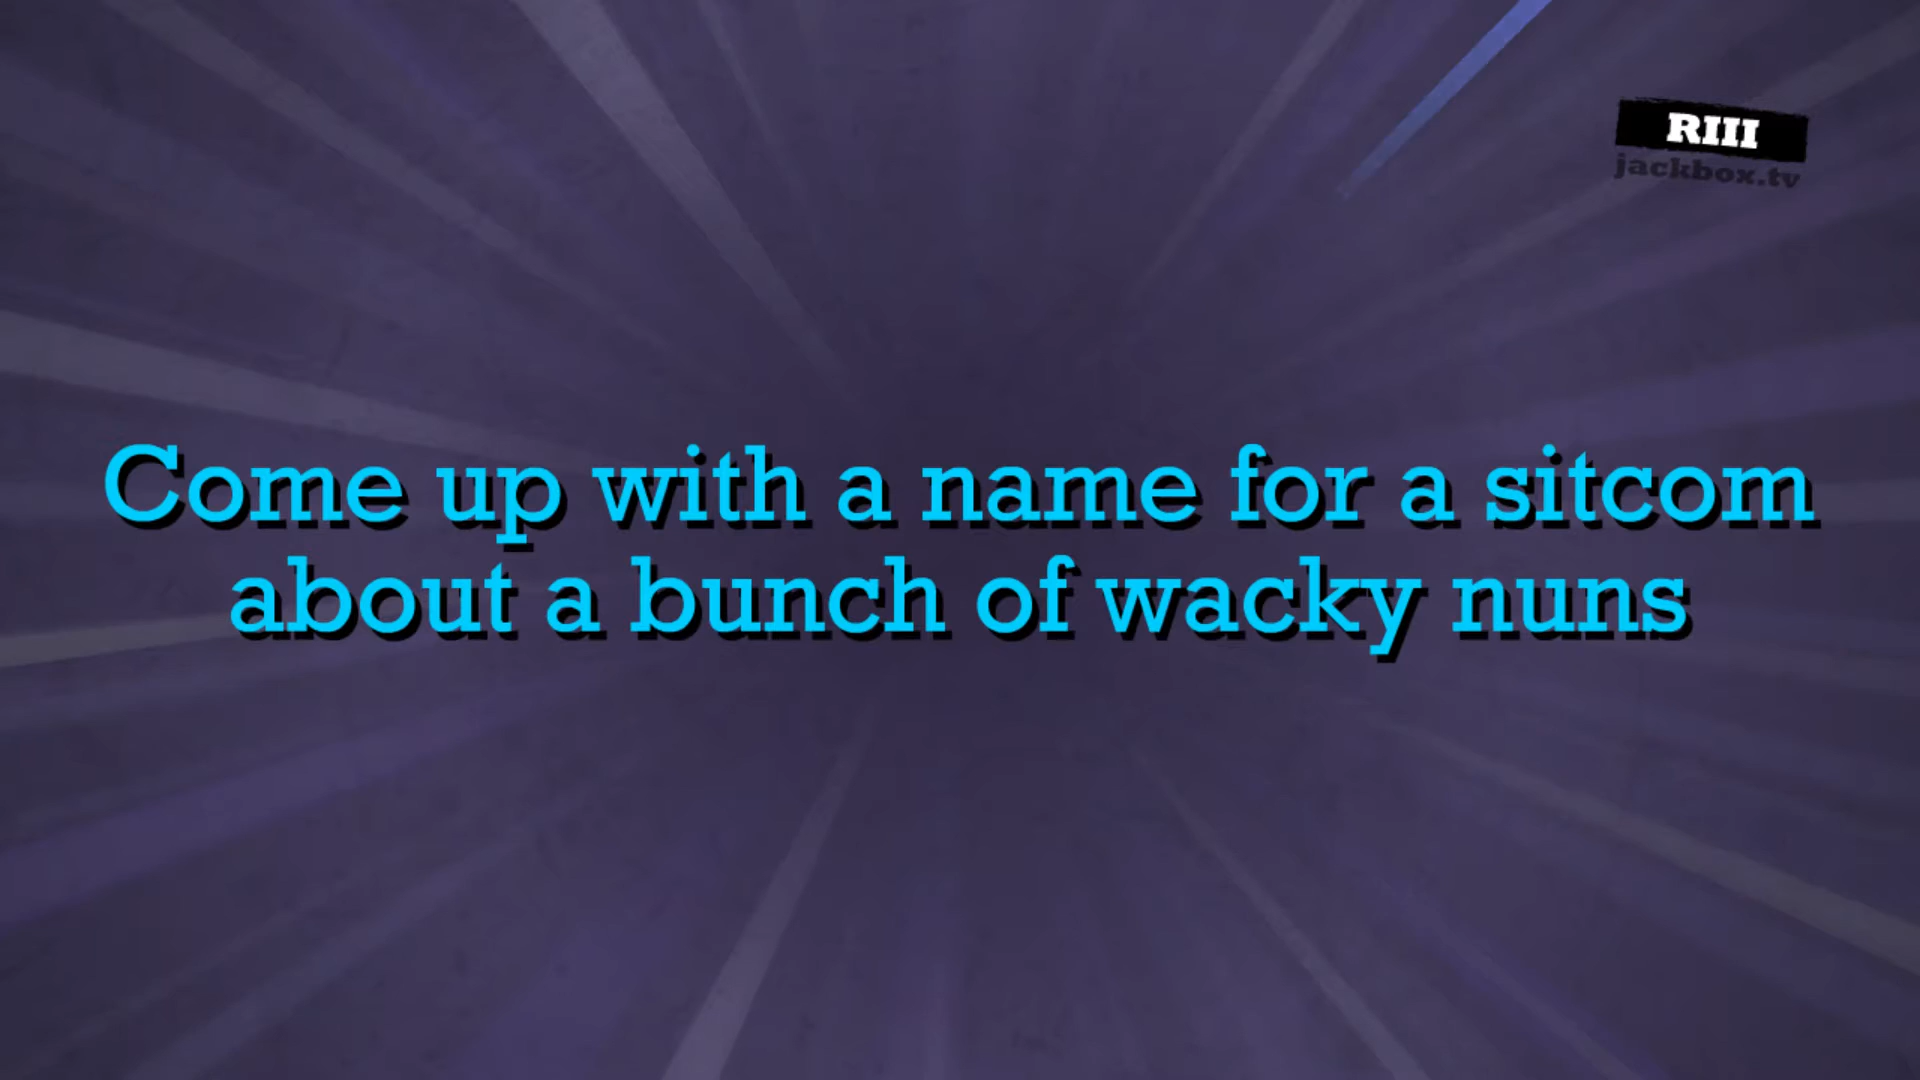 RIII
jackbox.tv
Come up with a name for a sitcom
about a bunch of wacky nuns